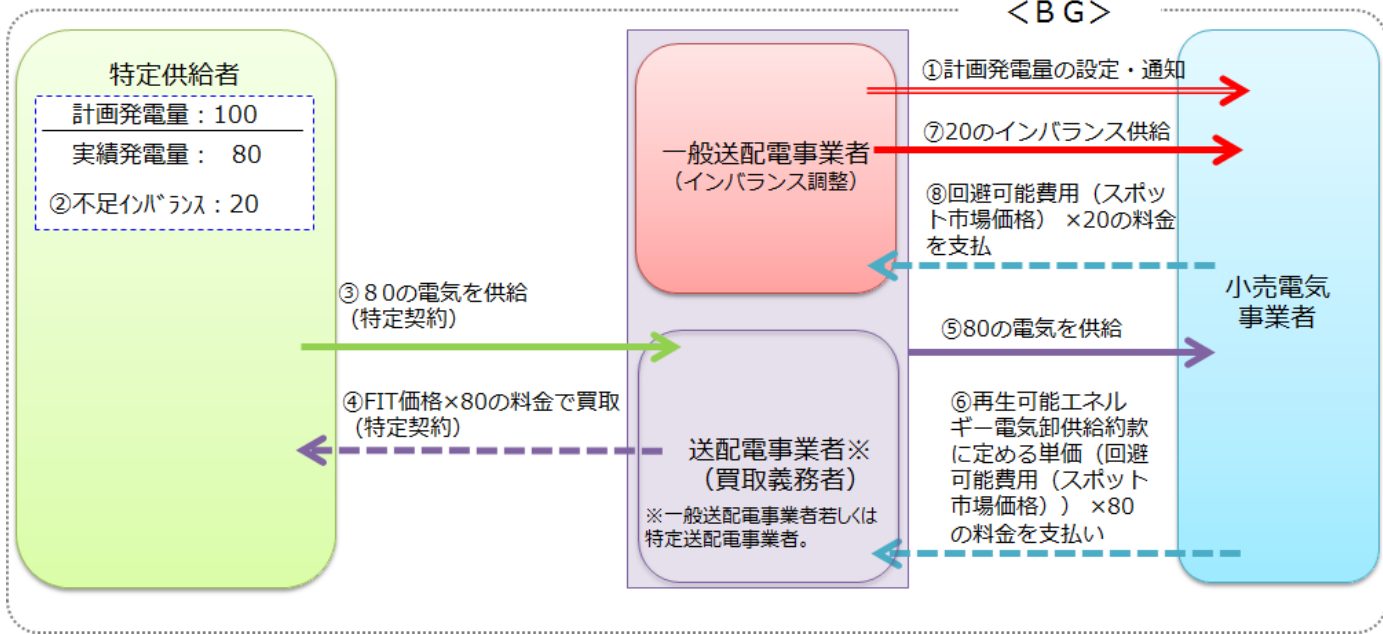 ＜ＢＧ＞
特定供給者
計画発電量：100
実績発電量： 80
②不足ｲﾝﾊﾞﾗﾝｽ：20
③８０の電気を供給
(特定契約）
④FIT価格×80の料金で買取
（特定契約）
一般送配電事業者
（インバランス調整）
送配電事業者※
（買取義務者）
※一般送配電事業者若しくは
特定送配電事業者。
①計画発電量の設定・通知
⑦20のインバランス供給
⑧回避可能費用（スポッ
ト市場価格） ×20の料金
を支払
⑤80の電気を供給
⑥再生可能エネル
ギー電気卸供給約款
に定める単価（回避
可能費用（スポット
市場価格）） ×80
の料金を支払い
小売電気
事業者